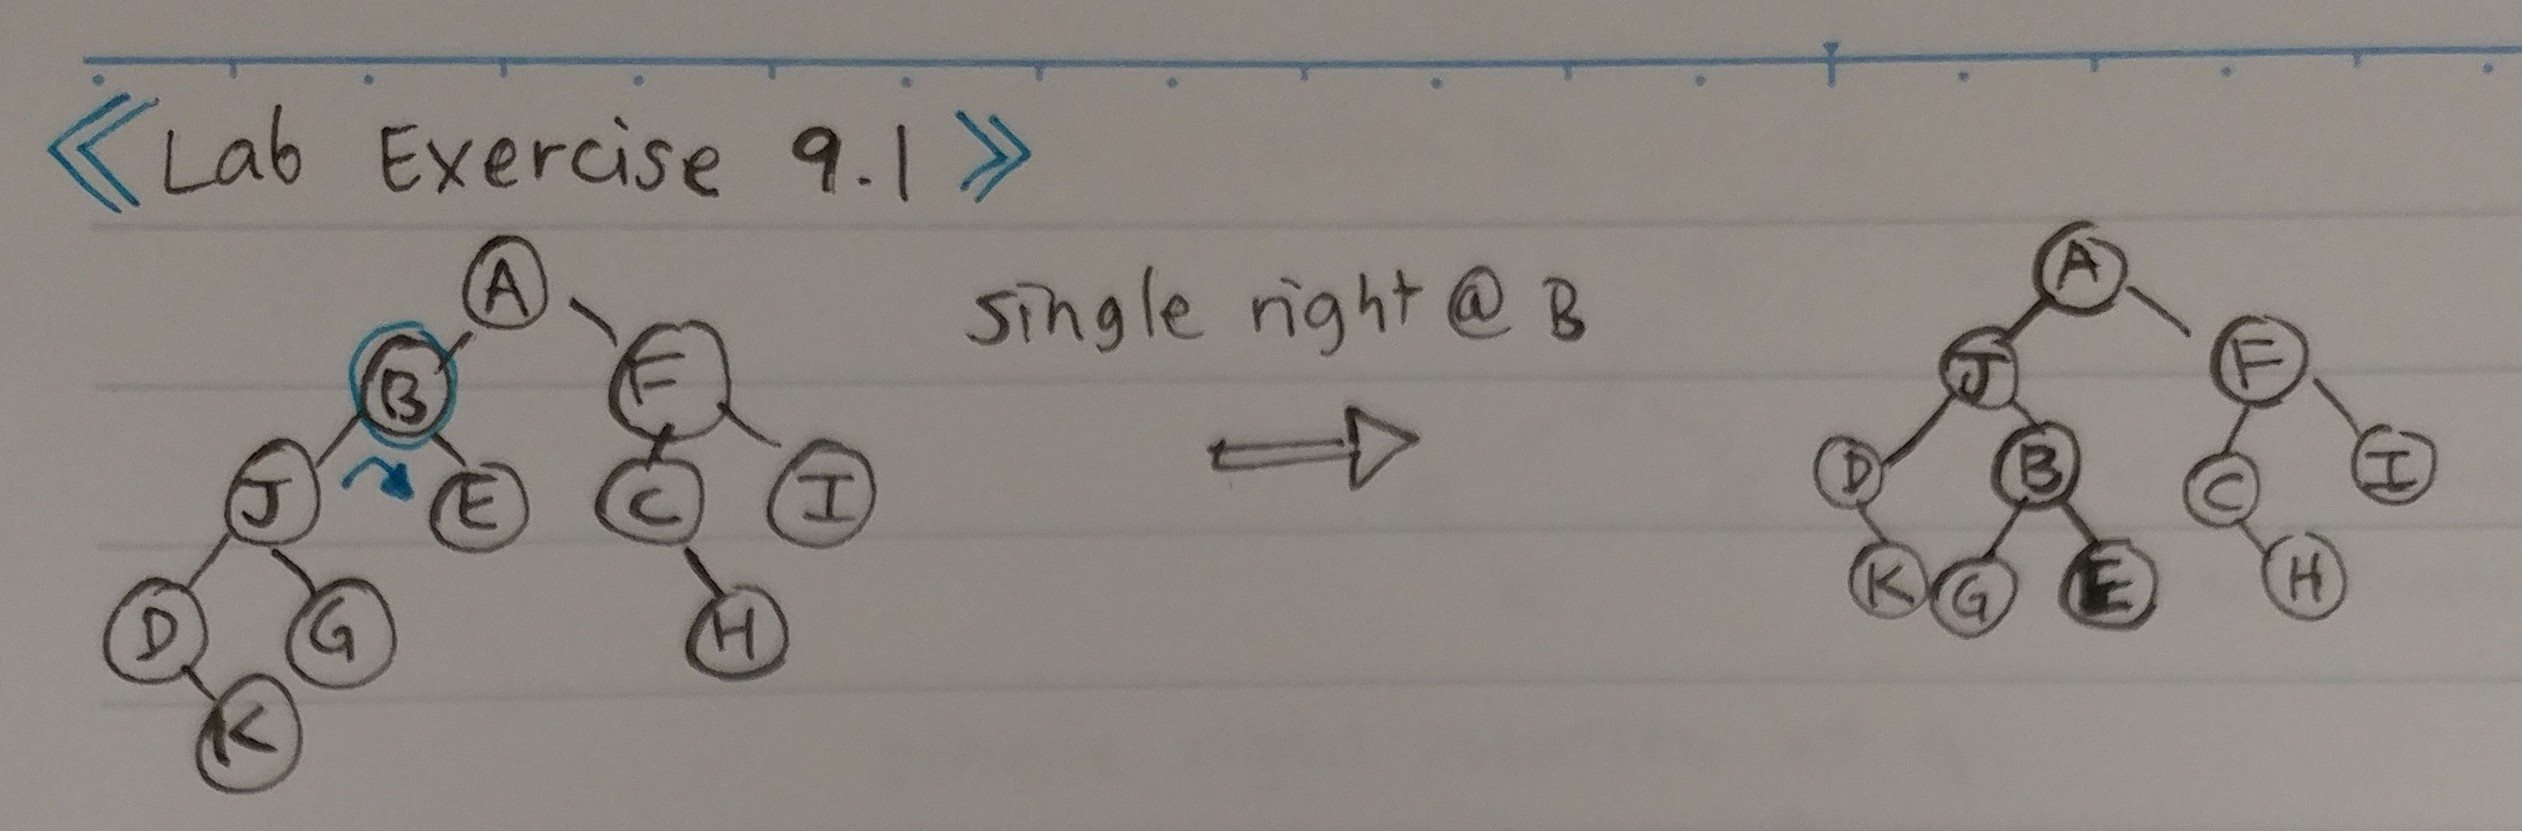 《Lab Exercise 9.1》
A
B F
J E C I
D G H
K
single right @ B
A
J F
D B C I
K G E H